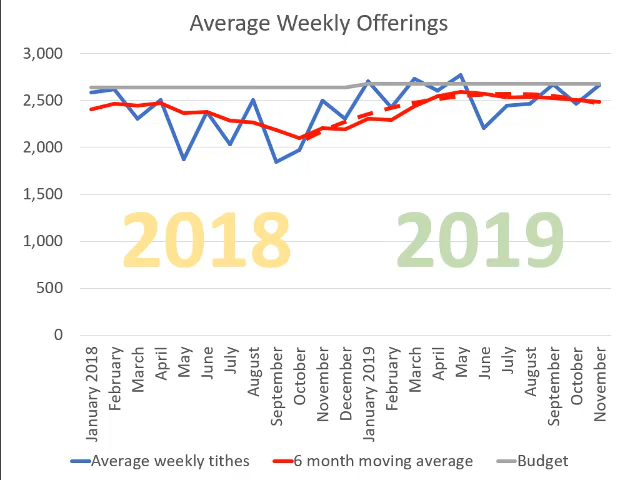 Average Weekly Offerings
3,000
2,500
2,000
1,500
1,000
500
0
2018
2019
January 2018
February
March
April
May
June
July
August
September
October
November
December
January 2019
February
March
April
May
June
July
August
September
October
November
Average weekly tithes
6 month moving average
Budget